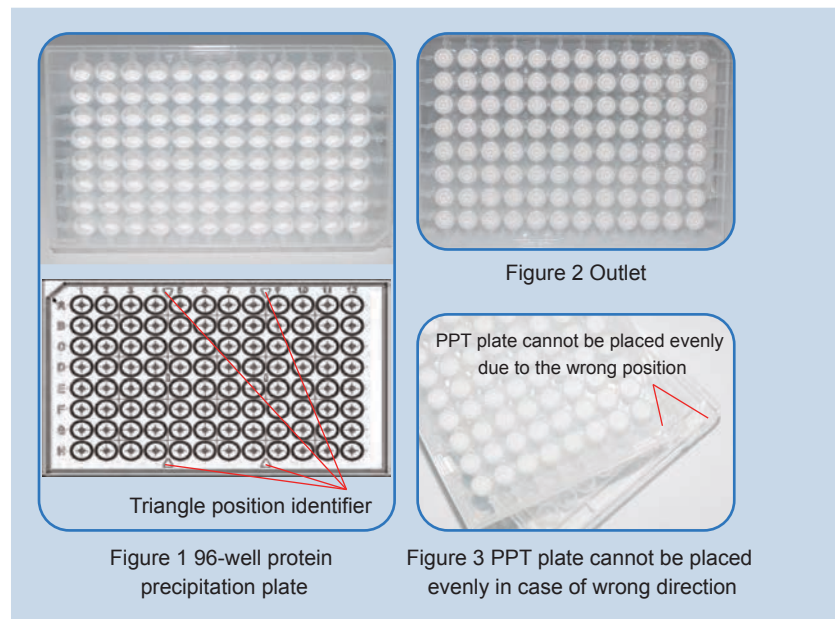 1 2 3 4 5 6 7 8 9 10 11 12
A
B
C
D
E
F
G
H
Triangle position identifier
Figure 1 96-well protein
precipitation plate
Figure 2 Outlet
PPT plate cannot be placed evenly
due to the wrong position
Figure 3 PPT plate cannot be placed
evenly in case of wrong direction